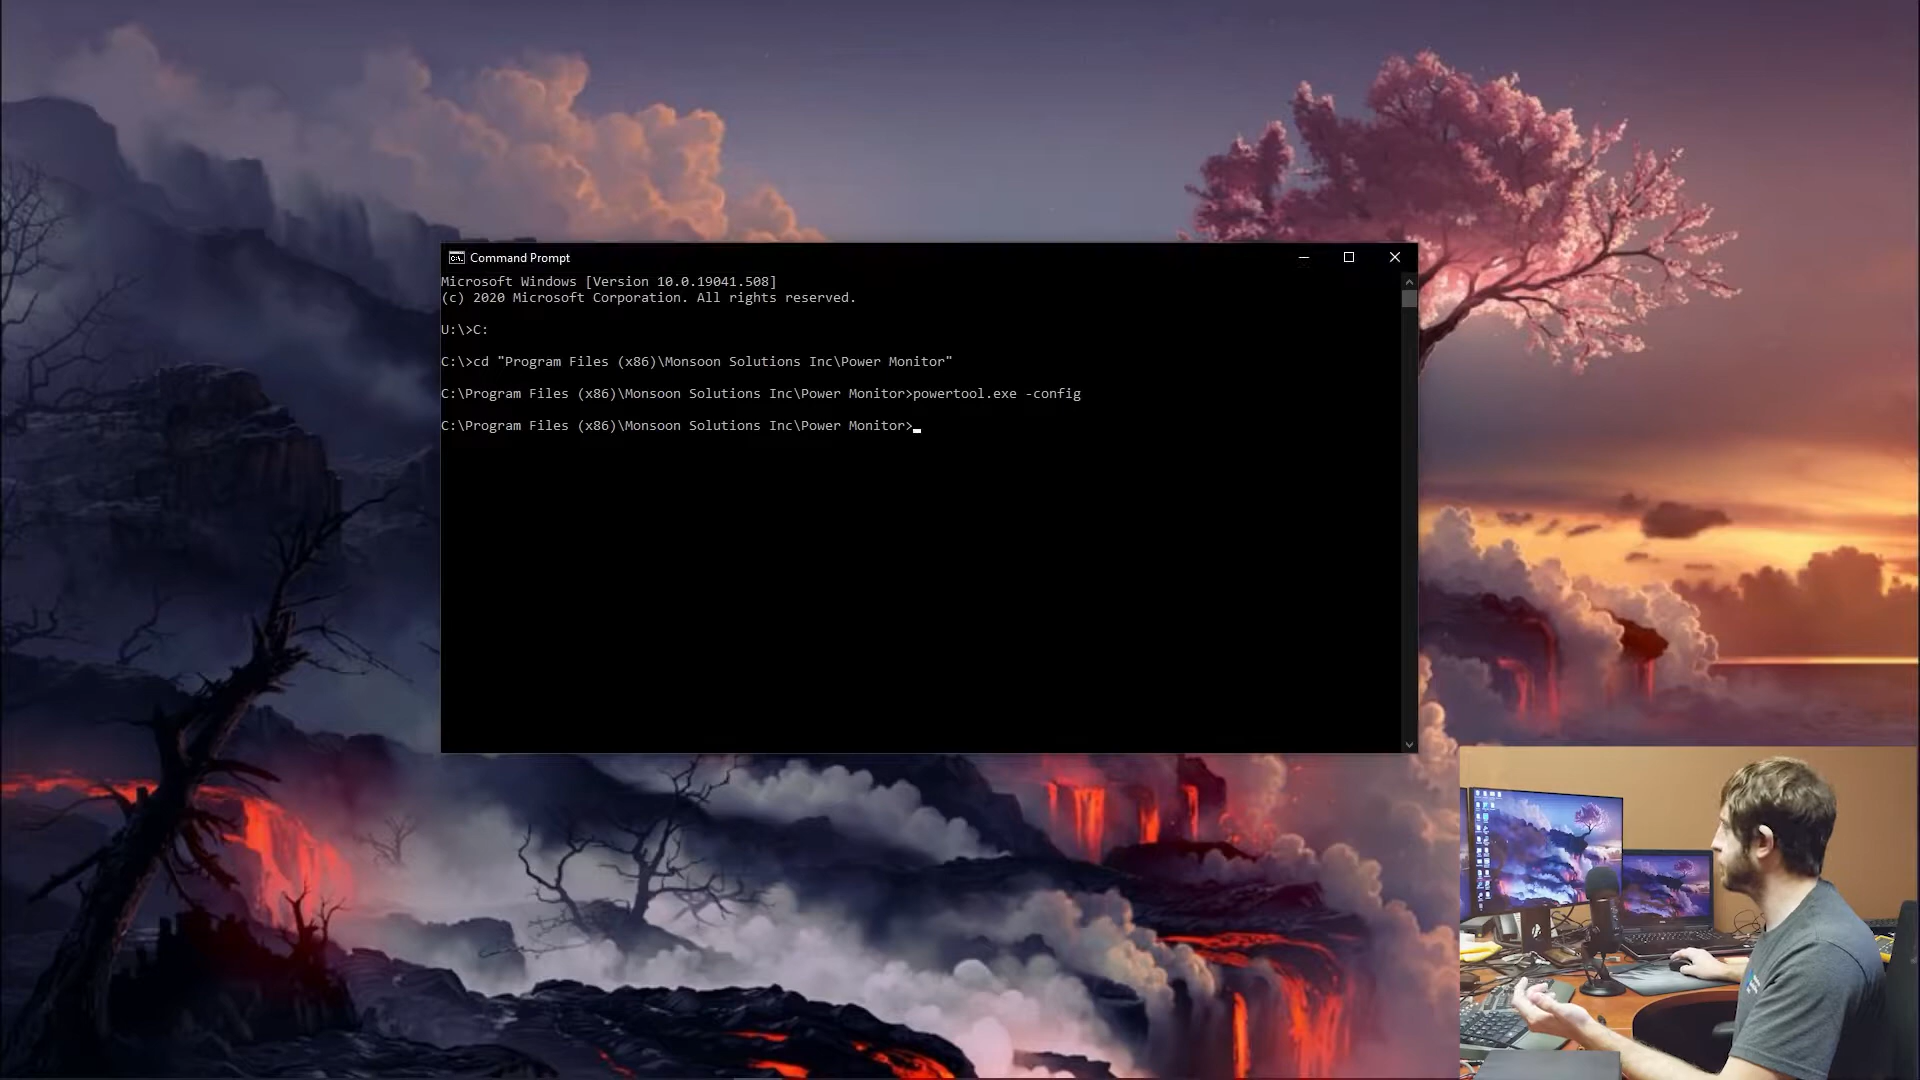 Command Prompt
Microsoft Windows [Version 10.0.19041.508]
(c) 2020 Microsoft Corporation. All rights reserved.
U:\>C:
C:\>cd "Program Files (x86)\Monsoon Solutions Inc\Power Monitor"
C:\Program Files (x86)\Monsoon Solutions Inc\Power Monitor>powertool.exe -config
C:\Program Files (x86)\Monsoon Solutions Inc\Power Monitor>